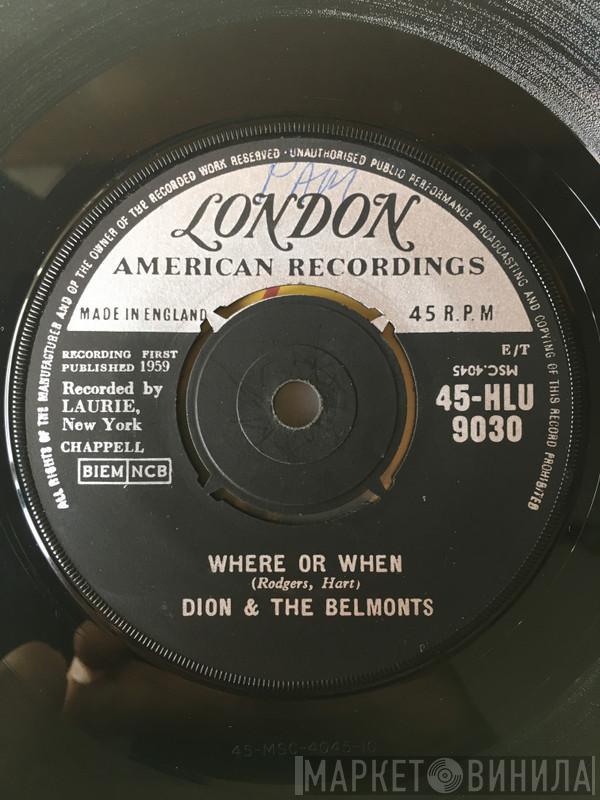 ALL RIGHTS OF THE MANUFACTURER AND OF THE OWNER OF THE RECORDED WORK RESERVED · UNAUTHORISED PUBLIC PERFORMANCE BROADCASTING AND COPYING OF THIS RECORD PROHIBITED
PAM
LONDON
AMERICAN RECORDINGS
MADE IN ENGLAND
45 R.P.M
RECORDING FIRST
PUBLISHED 1959
E/T
MSC.4045
Recorded by
LAURIE,
New York
45-HLU
9030
CHAPPELL
BIEM NCB
WHERE OR WHEN
(Rodgers, Hart)
DION & THE BELMONTS
45-MSC-4045-1C
МАРКЕТ ВИНИЛА